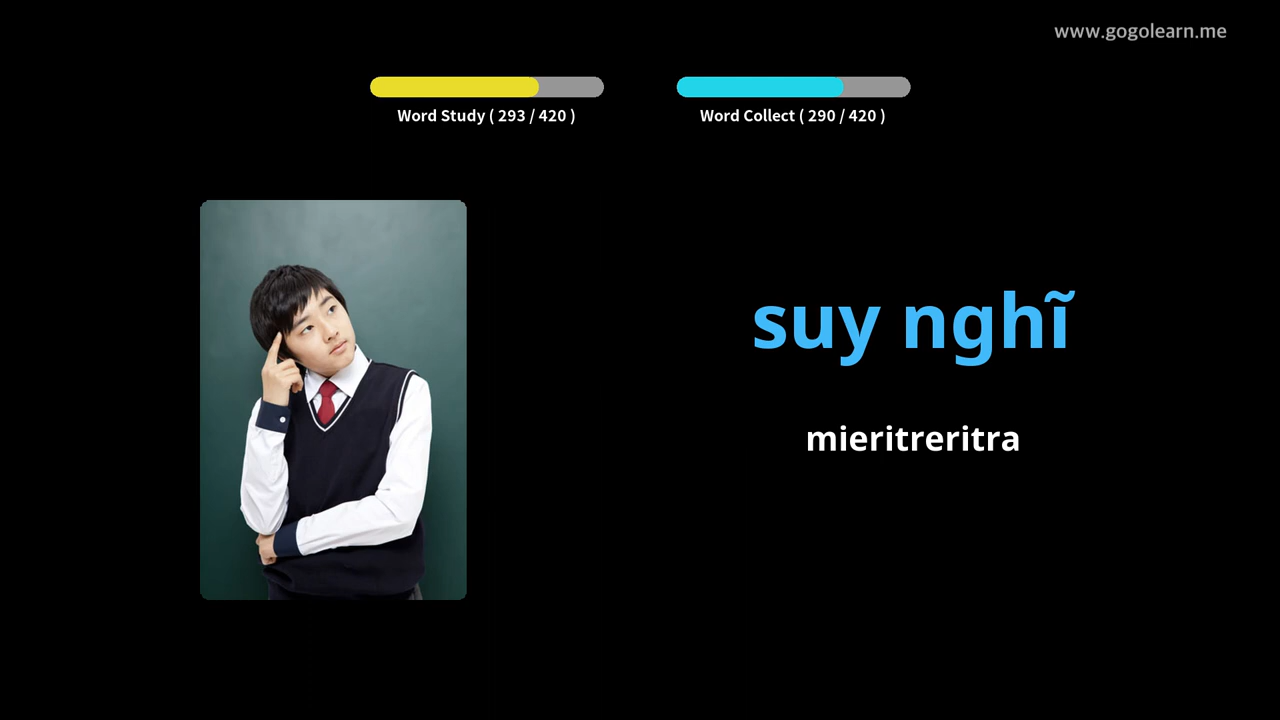 www.gogolearn.me
Word Study ( 293 / 420 )
Word Collect ( 290 / 420 )
suy nghĩ
mieritreritra